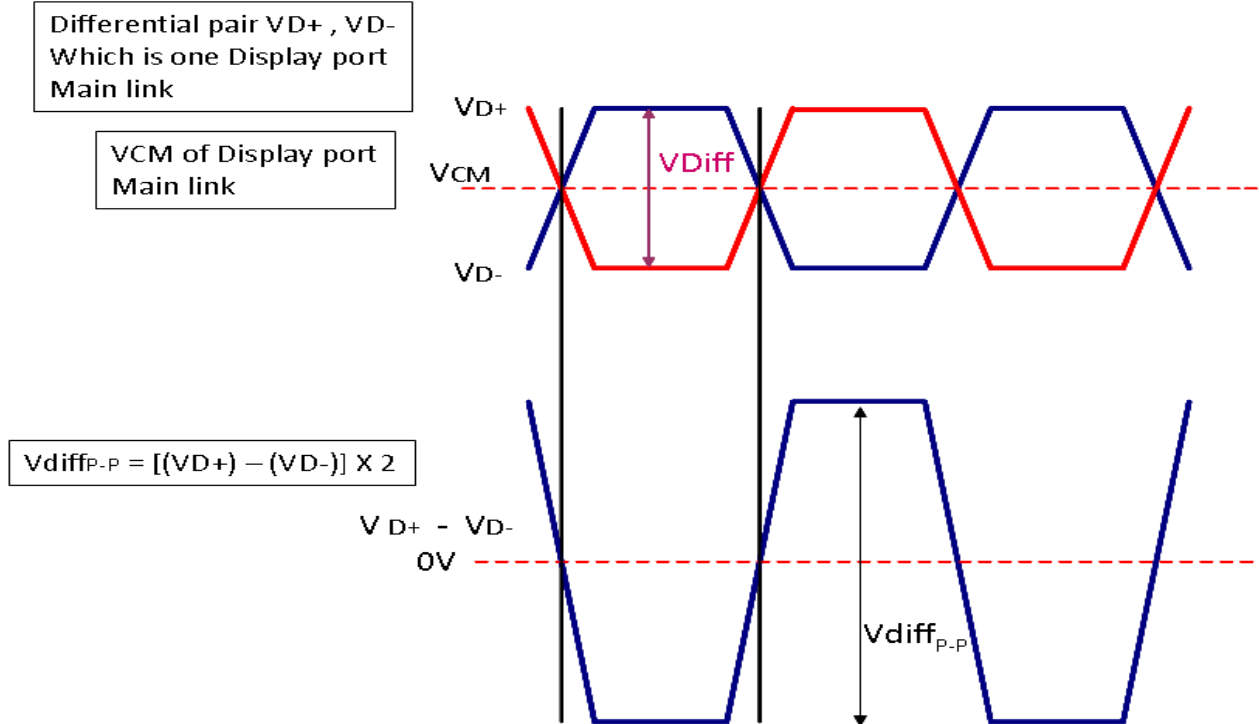 Differential pair VD+ , VD-
Which is one Display port
Main link
VCM of Display port
Main link
VD+
VCM
VD-
VDiff
VdiffP-P = [(VD+) – (VD-)] X 2
V D+ - VD-
0V
VdiffP-P